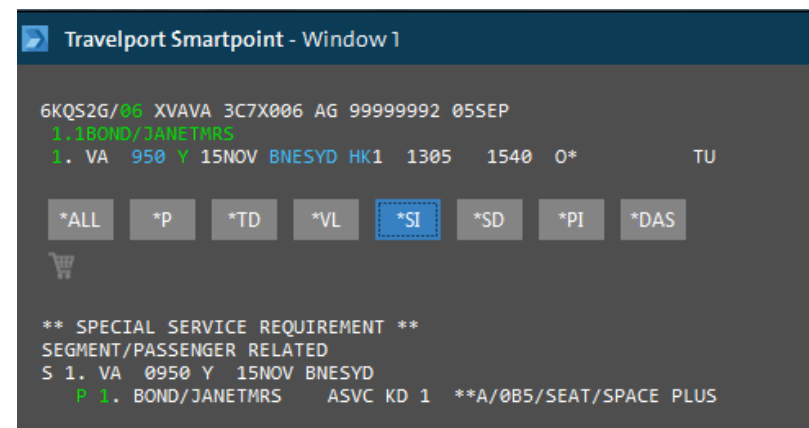 Travelport Smartpoint - Window 1
6KQS2G/06 XVAVA 3C7X006 AG 99999992 05SEP
1.1BOND/JANETMRS
1. VA 950 Y 15NOV BNESYD HK1 1305 1540 O* TU
*ALL *P *TD *VL *SI *SD *PI *DAS
** SPECIAL SERVICE REQUIREMENT **
SEGMENT/PASSENGER RELATED
S 1. VA 0950 Y 15NOV BNESYD
P 1. BOND/JANETMRS ASVC KD 1 **A/0B5/SEAT/SPACE PLUS